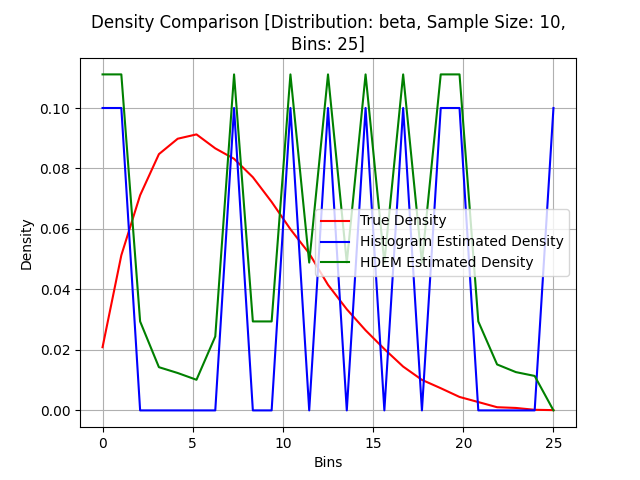 Density Comparison [Distribution: beta, Sample Size: 10,
Bins: 25]
Density
0.10
0.08
0.06
0.04
0.02
0.00
True Density
Histogram Estimated Density
HDEM Estimated Density
0 5 10 15 20 25
Bins